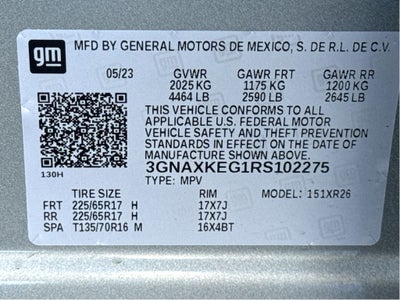 gm
MFD BY GENERAL MOTORS DE MEXICO, S. DE R.L. DE C.V.
05/23 GVWR GAWR FRT GAWR RR
2025 KG 1175 KG 1200 KG
4464 LB 2590 LB 2645 LB
THIS VEHICLE CONFORMS TO ALL
APPLICABLE U.S. FEDERAL MOTOR
VEHICLE SAFETY AND THEFT PREVENTION
STANDARDS IN EFFECT ON THE DATE OF
MANUFACTURE SHOWN ABOVE.
130H 3GNAXKEG1RS102275
TYPE: MPV
TIRE SIZE RIM MODEL: 151XR26
FRT 225/65R17 H 17X7J
RR 225/65R17 H 17X7J
SPA T135/70R16 M 16X4BT